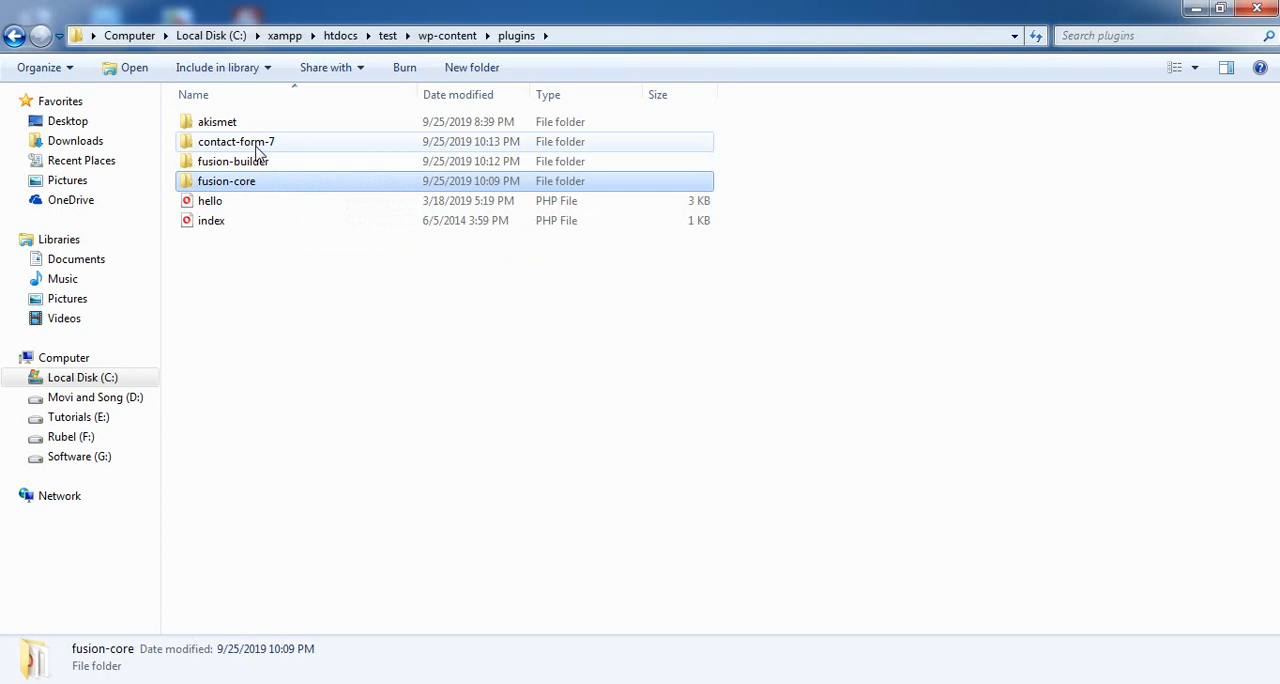 Computer Local Disk (C:) xampp htdocs test wp-content plugins Search plugins
Organize Open Include in library Share with Burn New folder
Name Date modified Type Size
Favorites
Desktop
Downloads
Recent Places
Pictures
OneDrive
Libraries
Documents
Music
Pictures
Videos
Computer
Local Disk (C:)
Movi and Song (D:)
Tutorials (E:)
Rubel (F:)
Software (G:)
Network
akismet 9/25/2019 8:39 PM File folder
contact-form-7 9/25/2019 10:13 PM File folder
fusion-builder 9/25/2019 10:12 PM File folder
fusion-core 9/25/2019 10:09 PM File folder
hello 3/18/2019 5:19 PM PHP File 3 KB
index 6/5/2014 3:59 PM PHP File 1 KB
fusion-core Date modified: 9/25/2019 10:09 PM
File folder